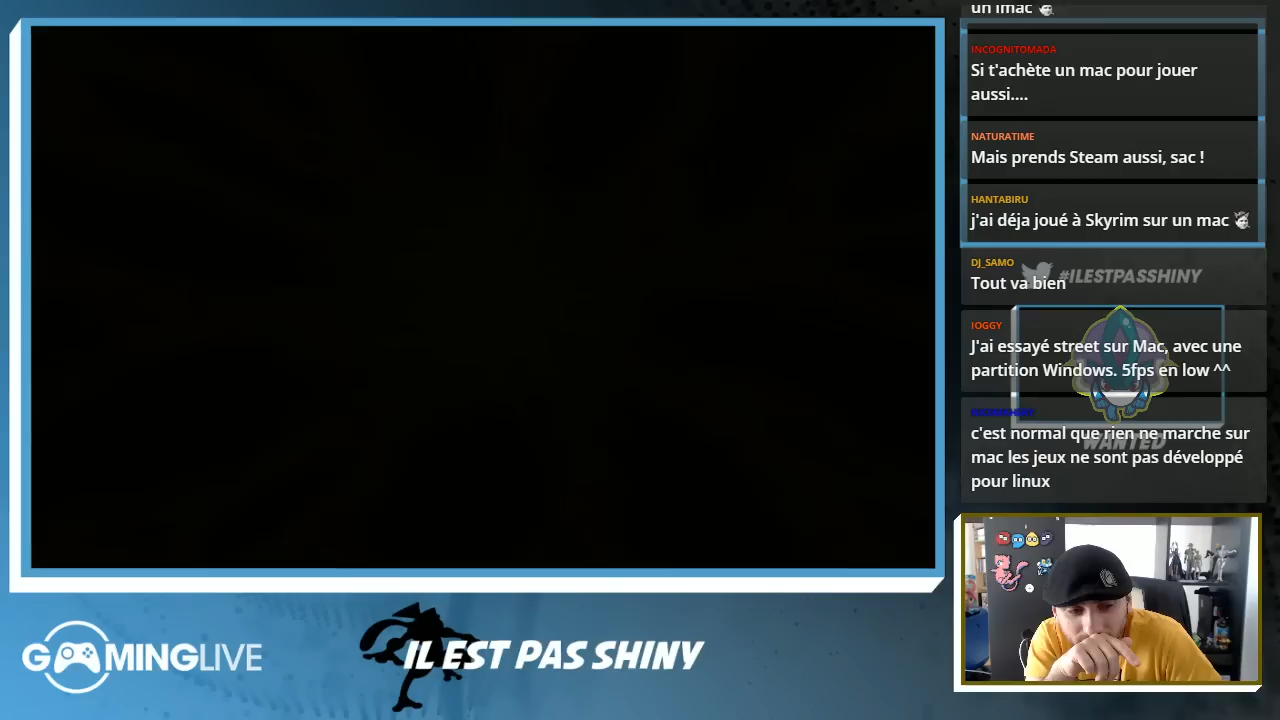 un imac
INCOGNITOMADA
Si t'achète un mac pour jouer
aussi....
NATURATIME
Mais prends Steam aussi, sac !
HANTABIRU
j'ai déja joué à Skyrim sur un mac
DJ_SAMO
Tout va bien
#ILESTPASSHINY
IOGGY
J'ai essayé street sur Mac, avec une
partition Windows. 5fps en low ^^
c'est normal que rien ne marche sur
mac les jeux ne sont pas développé
pour linux
WANTED
GAMINGLIVE
IL EST PAS SHINY